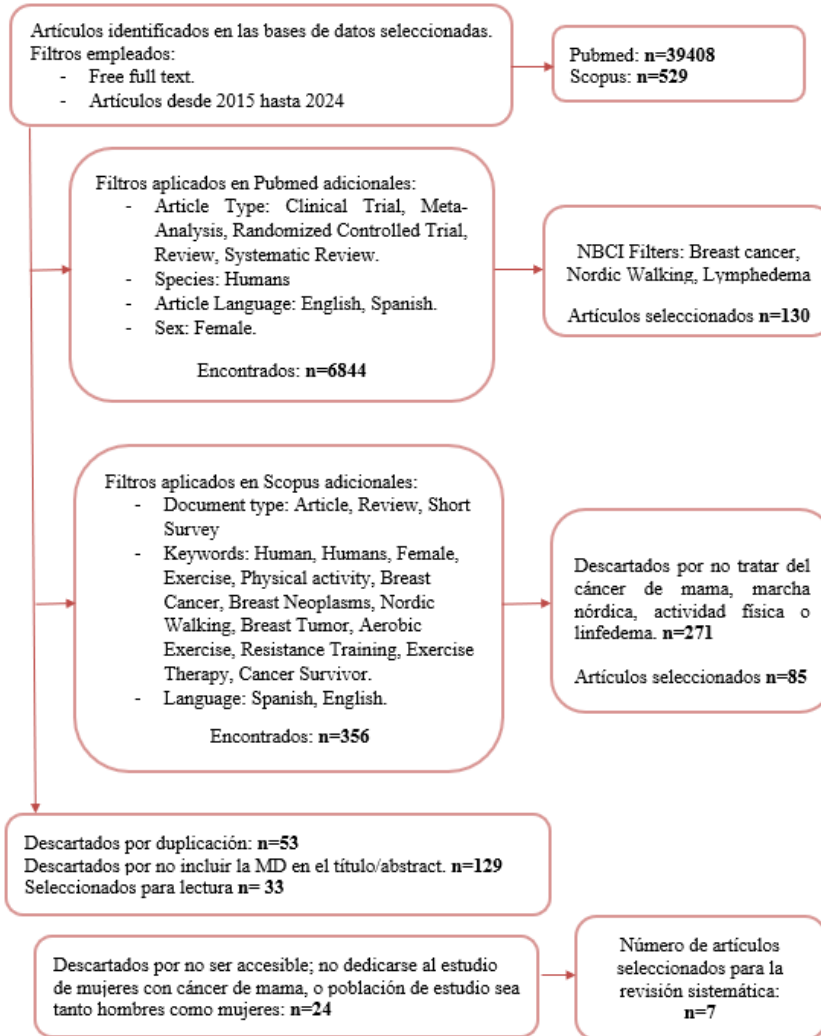 Artículos identificados en las bases de datos seleccionadas.
Filtros empleados:
- Free full text.
- Artículos desde 2015 hasta 2024
Pubmed: n=39408
Scopus: n=529
Filtros aplicados en Pubmed adicionales:
- Article Type: Clinical Trial, Meta-
Analysis, Randomized Controlled Trial,
Review, Systematic Review.
- Species: Humans
- Article Language: English, Spanish.
- Sex: Female.
Encontrados: n=6844
NBCI Filters: Breast cancer,
Nordic Walking, Lymphedema
Artículos seleccionados n=130
Filtros aplicados en Scopus adicionales:
- Document type: Article, Review, Short
Survey
- Keywords: Human, Humans, Female,
Exercise, Physical activity, Breast
Cancer, Breast Neoplasms, Nordic
Walking, Breast Tumor, Aerobic
Exercise, Resistance Training, Exercise
Therapy, Cancer Survivor.
- Language: Spanish, English.
Encontrados: n=356
Descartados por no tratar del
cáncer de mama, marcha
nórdica, actividad física o
linfedema. n=271
Artículos seleccionados n=85
Descartados por duplicación: n=53
Descartados por no incluir la MD en el título/abstract. n=129
Seleccionados para lectura n= 33
Descartados por no ser accesible; no dedicarse al estudio
de mujeres con cáncer de mama, o población de estudio sea
tanto hombres como mujeres: n=24
Número de artículos
seleccionados para la
revisión sistemática:
n=7